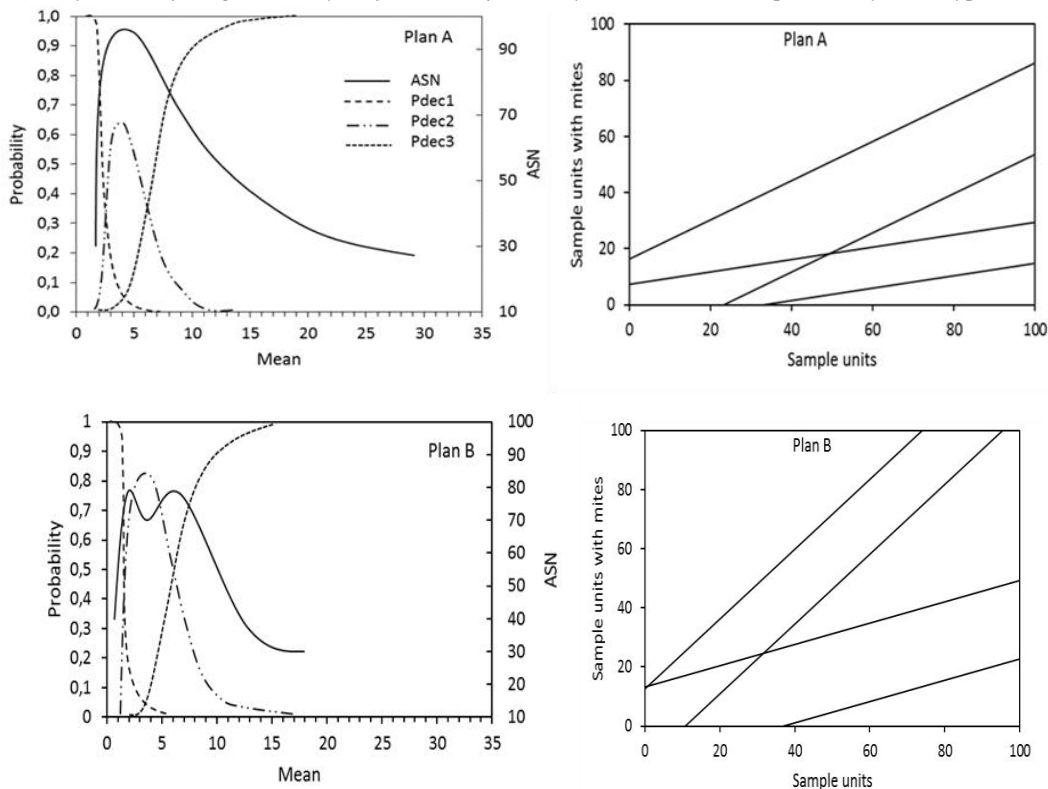 Plan A
1,0
0,9
0,8
0,7
0,6
0,5
0,4
0,3
0,2
0,1
0,0
Probability
ASN
Pdec1
Pdec2
Pdec3
90
70
50
30
10
ASN
0 5 10 15 20 25 30 35
Mean
Plan A
100
80
60
40
20
0
Sample units with mites
0 20 40 60 80 100
Sample units
Plan B
1
0,9
0,8
0,7
0,6
0,5
0,4
0,3
0,2
0,1
0
Probability
100
90
80
70
60
50
40
30
20
10
ASN
0 5 10 15 20 25 30 35
Mean
Plan B
100
80
60
40
20
0
Sample units with mites
0 20 40 60 80 100
Sample units